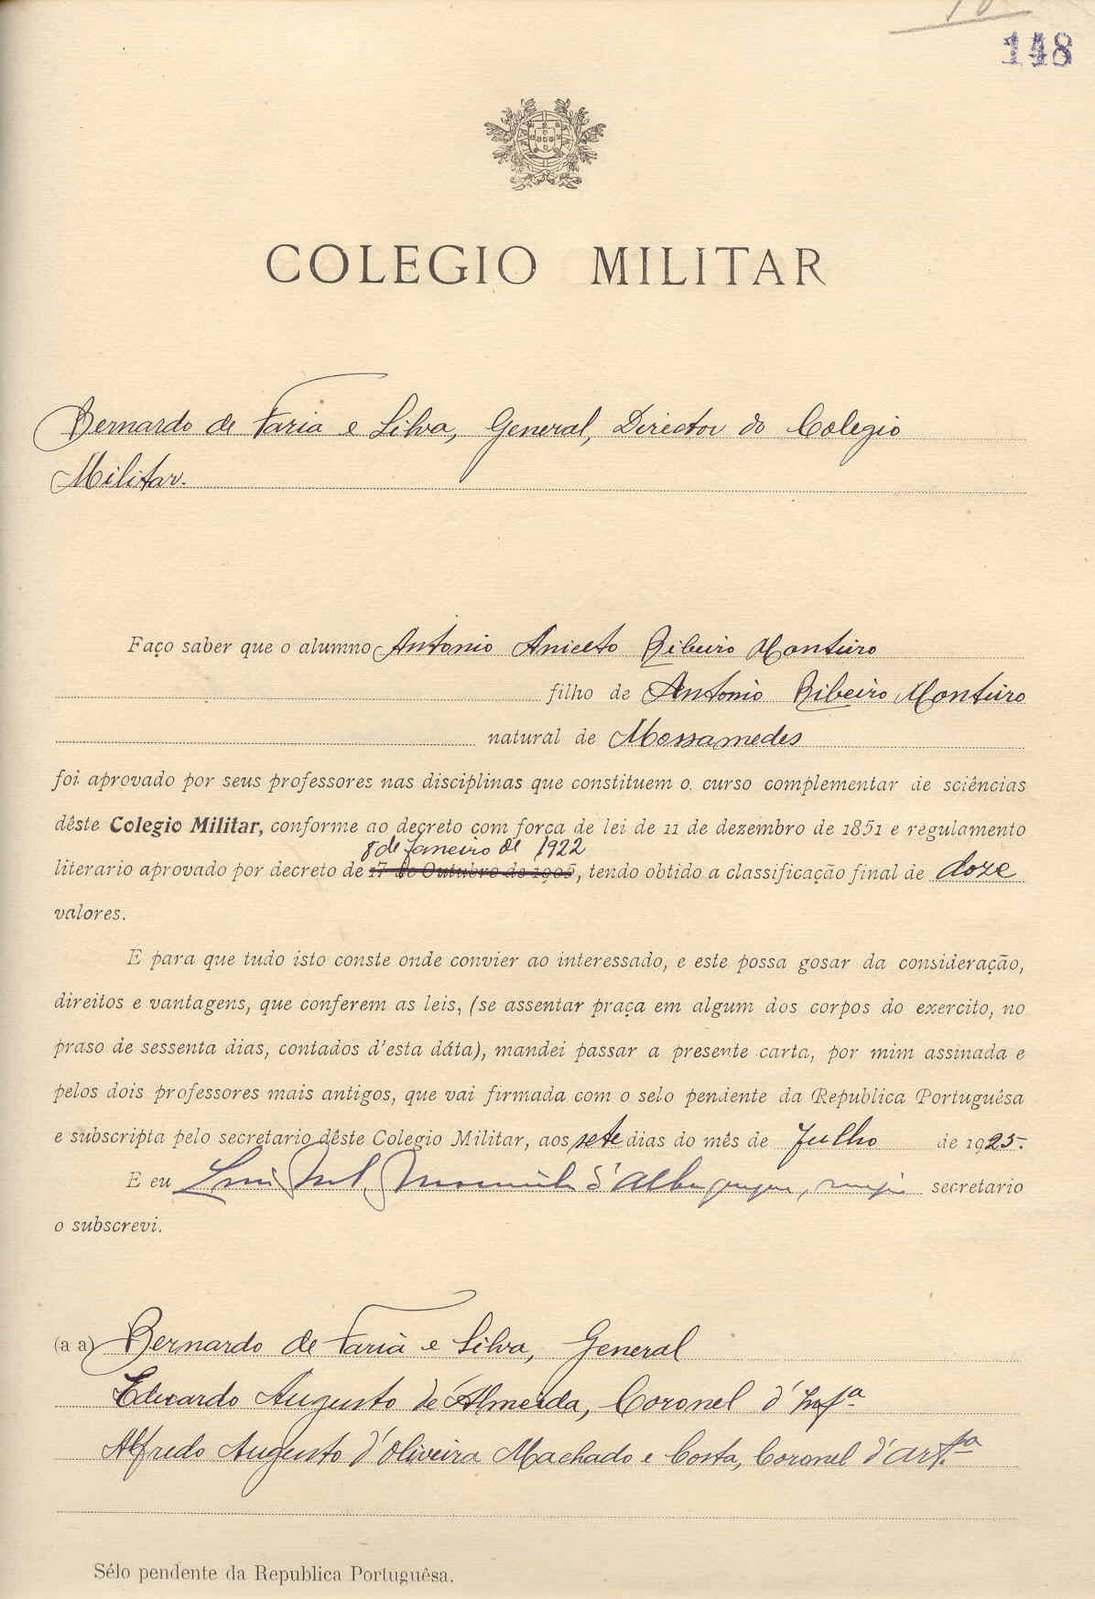 148
COLEGIO MILITAR
Bernardo de Faria e Silva, General, Director do Colegio
Militar.
Faço saber que o alumno Antonio Aniceto Ribeiro Monteiro
filho de Antonio Ribeiro Monteiro
natural de Mossamedes
foi aprovado por seus professores nas disciplinas que constituem o curso complementar de sciências
dêste Colegio Militar, conforme ao decreto com força de lei de 11 de dezembro de 1851 e regulamento
8 de Janeiro de 1922
literario aprovado por decreto de 17 de Outubro de 1905, tendo obtido a classificação final de doze
valores.
E para que tudo isto conste onde convier ao interessado, e este possa gosar da consideração,
direitos e vantagens, que conferem as leis, (se assentar praça em algum dos corpos do exercito, no
praso de sessenta dias, contados d'esta dáta), mandei passar a presente carta, por mim assinada e
pelos dois professores mais antigos, que vai firmada com o selo pendente da Republica Portuguêsa
e subscripta pelo secretario dêste Colegio Militar, aos sete dias do mês de Julho de 1925.
E eu Luis d'Albuquerque, secretario
o subscrevi.
(a a) Bernardo de Faria e Silva, General
Eduardo Augusto de Almeida, Coronel d'Infª
Alfredo Augusto d'Oliveira Machado e Costa, Coronel d'Artª
Sélo pendente da Republica Portuguêsa.